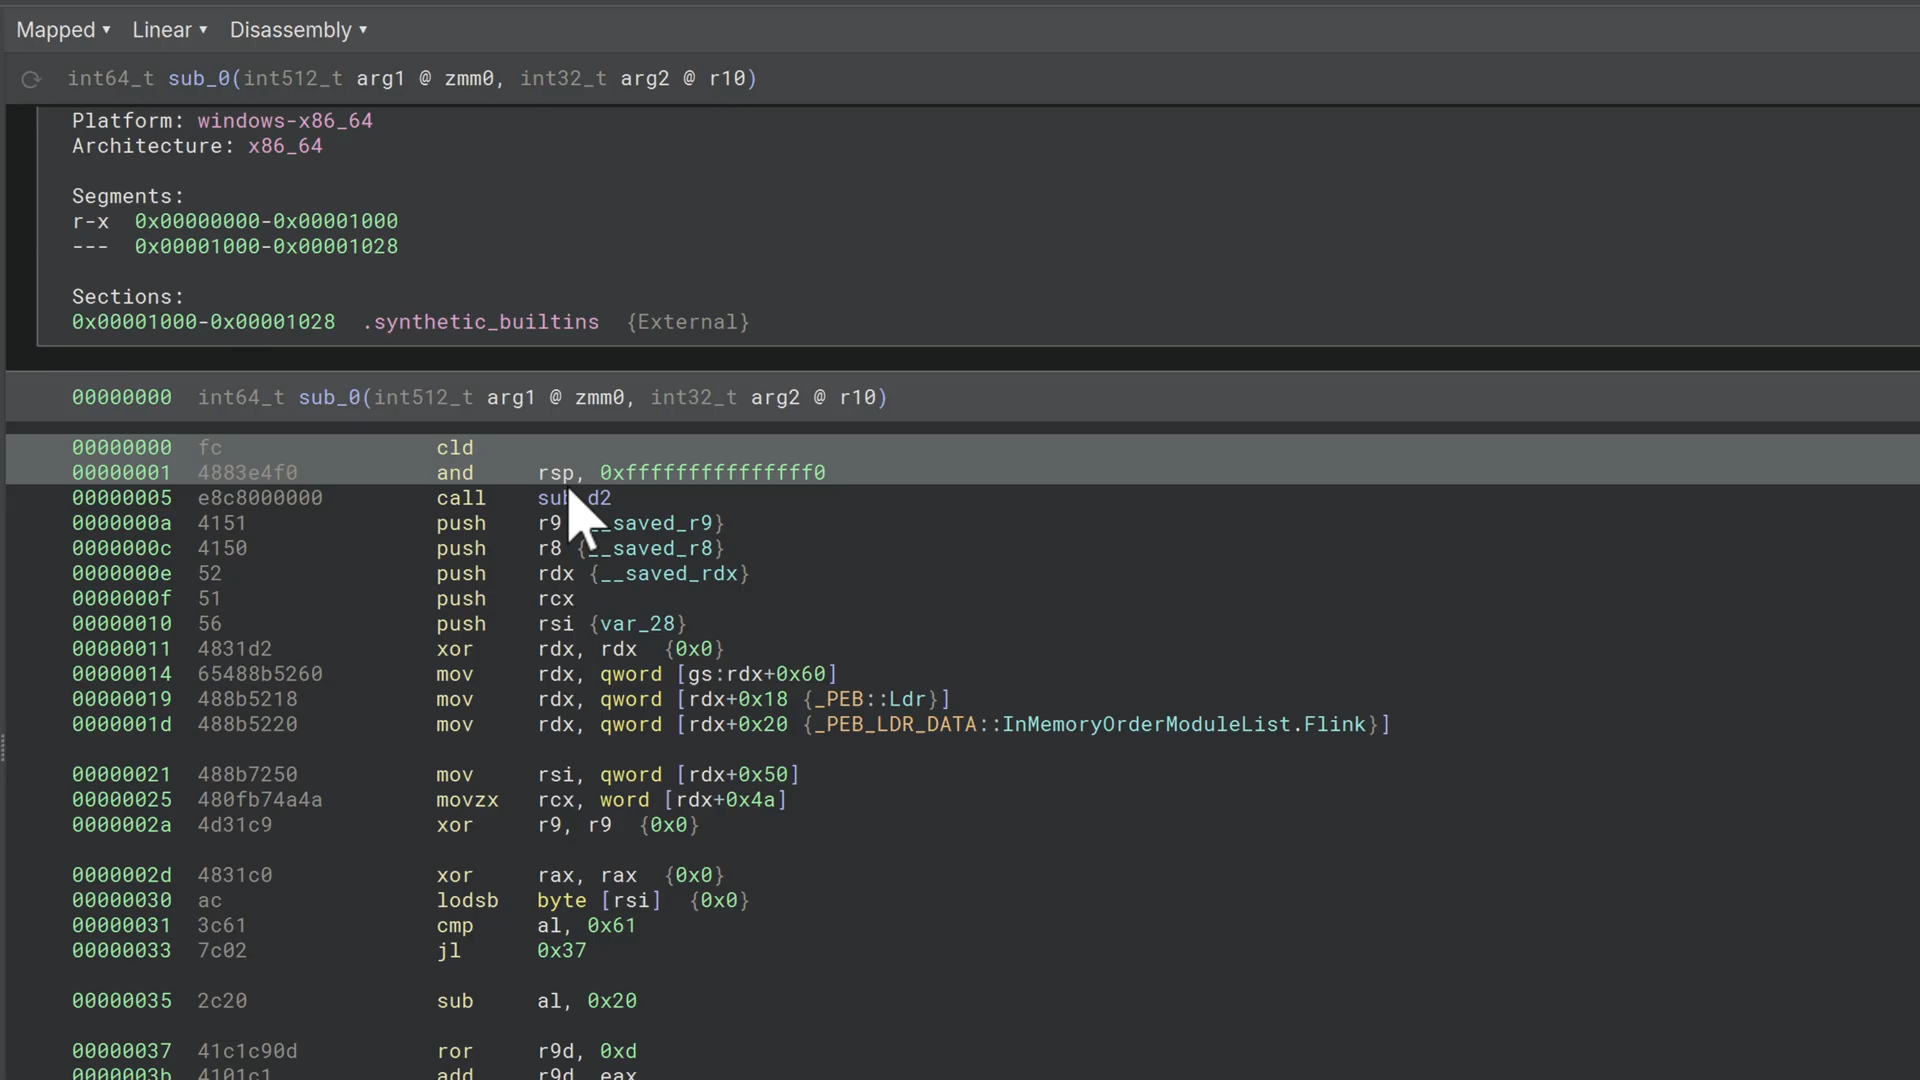 Mapped ▾ Linear ▾ Disassembly ▾
int64_t sub_0(int512_t arg1 @ zmm0, int32_t arg2 @ r10)
Platform: windows-x86_64
Architecture: x86_64
Segments:
r-x 0x00000000-0x00001000
--- 0x00001000-0x00001028
Sections:
0x00001000-0x00001028 .synthetic_builtins {External}
00000000 int64_t sub_0(int512_t arg1 @ zmm0, int32_t arg2 @ r10)
00000000 fc cld
00000001 4883e4f0 and rsp, 0xfffffffffffffff0
00000005 e8c8000000 call sub_d2
0000000a 4151 push r9 {__saved_r9}
0000000c 4150 push r8 {__saved_r8}
0000000e 52 push rdx {__saved_rdx}
0000000f 51 push rcx
00000010 56 push rsi {var_28}
00000011 4831d2 xor rdx, rdx {0x0}
00000014 65488b5260 mov rdx, qword [gs:rdx+0x60]
00000019 488b5218 mov rdx, qword [rdx+0x18 {_PEB::Ldr}]
0000001d 488b5220 mov rdx, qword [rdx+0x20 {_PEB_LDR_DATA::InMemoryOrderModuleList.Flink}]
00000021 488b7250 mov rsi, qword [rdx+0x50]
00000025 480fb74a4a movzx rcx, word [rdx+0x4a]
0000002a 4d31c9 xor r9, r9 {0x0}
0000002d 4831c0 xor rax, rax {0x0}
00000030 ac lodsb byte [rsi] {0x0}
00000031 3c61 cmp al, 0x61
00000033 7c02 jl 0x37
00000035 2c20 sub al, 0x20
00000037 41c1c90d ror r9d, 0xd
0000003b 4101c1 add r9d, eax